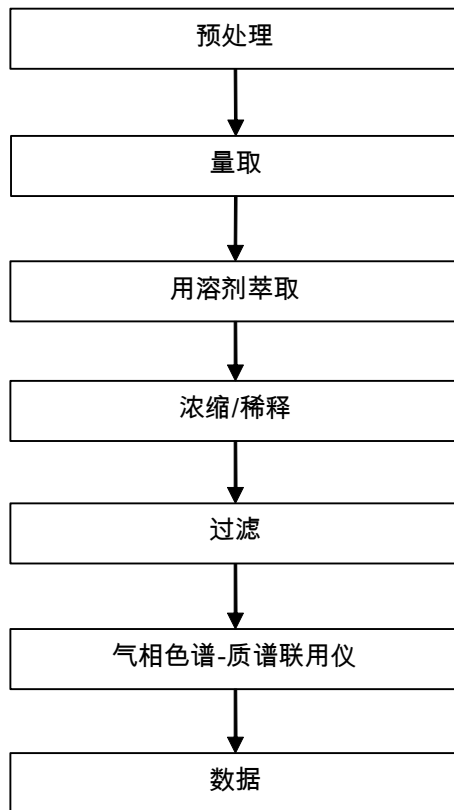 预处理
量取
用溶剂萃取
浓缩/稀释
过滤
气相色谱-质谱联用仪
数据